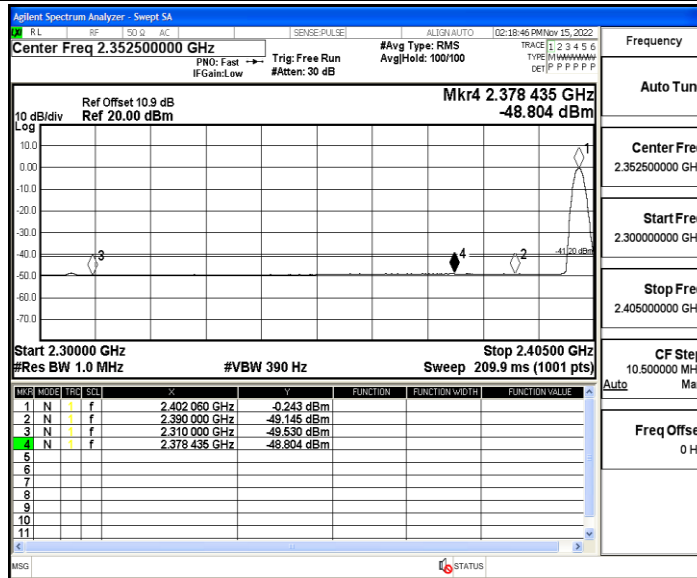 Agilent Spectrum Analyzer - Swept SA
RL RF 50 Ω AC SENSE:PULSE ALIGN AUTO 02:18:46 PM Nov 15, 2022
Center Freq 2.352500000 GHz
#Avg Type: RMS
TRACE 1 2 3 4 5 6
PNO: Fast Trig: Free Run Avg|Hold: 100/100
TYPE M W W W W W
IFGain:Low #Atten: 30 dB
DET P P P P P P
Mkr4 2.378 435 GHz
-48.804 dBm
Ref Offset 10.9 dB
10 dB/div Ref 20.00 dBm
Log
10.0
0.00
-10.0
-20.0
-30.0
-40.0
-50.0
-60.0
-70.0
1
3
4
2
-41.20 dBm
Start 2.30000 GHz Stop 2.40500 GHz
#Res BW 1.0 MHz #VBW 390 Hz Sweep 209.9 ms (1001 pts)
MKR MODE TRC SCL X Y FUNCTION FUNCTION WIDTH FUNCTION VALUE
1 N 1 f 2.402 060 GHz -0.243 dBm
2 N 1 f 2.390 000 GHz -49.145 dBm
3 N 1 f 2.310 000 GHz -49.530 dBm
4 N 1 f 2.378 435 GHz -48.804 dBm
5
6
7
8
9
10
11
MSG STATUS
Frequency
Auto Tun
Center Fre
2.352500000 GH
Start Fre
2.300000000 GH
Stop Fre
2.405000000 GH
CF Ste
10.500000 MH
Auto Ma
Freq Offse
0 H